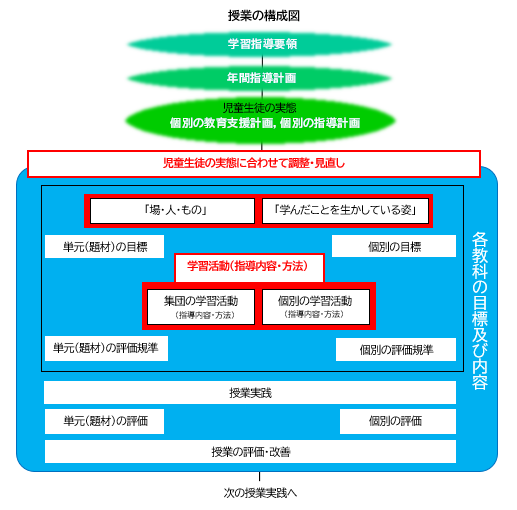 授業の構成図
学習指導要領
年間指導計画
児童生徒の実態
個別の教育支援計画, 個別の指導計画
児童生徒の実態に合わせて調整・見直し
「場・人・もの」
「学んだことを生かしている姿」
単元(題材)の目標
個別の目標
学習活動(指導内容・方法)
集団の学習活動
(指導内容・方法)
個別の学習活動
(指導内容・方法)
単元(題材)の評価規準
個別の評価規準
各教科の目標及び内容
授業実践
単元(題材)の評価
個別の評価
授業の評価・改善
次の授業実践へ